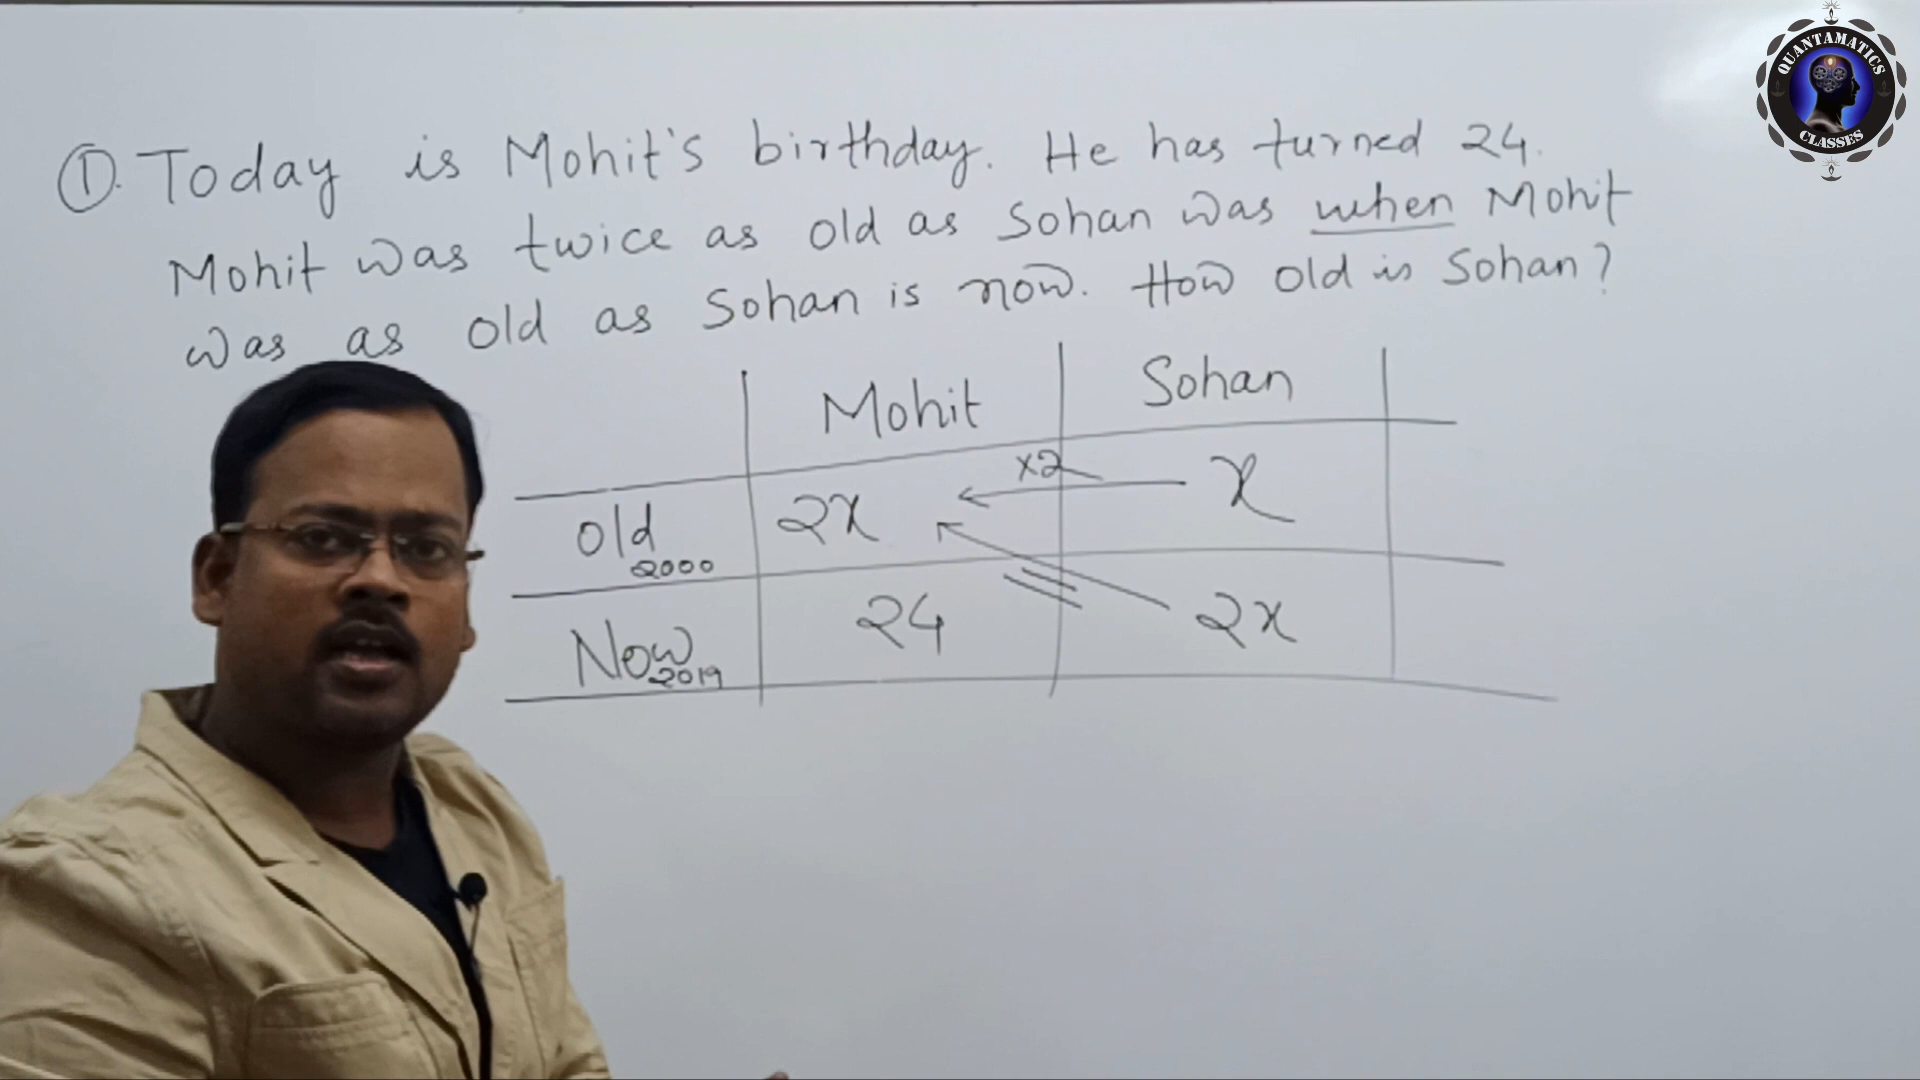 ① Today is Mohit's birthday. He has turned 24.
Mohit was twice as old as Sohan was when Mohit
was as old as Sohan is now. How old is Sohan?
Mohit Sohan
Old 2000 2x x2 x
Now 2019 24 2x
QUANTAMATICS
CLASSES